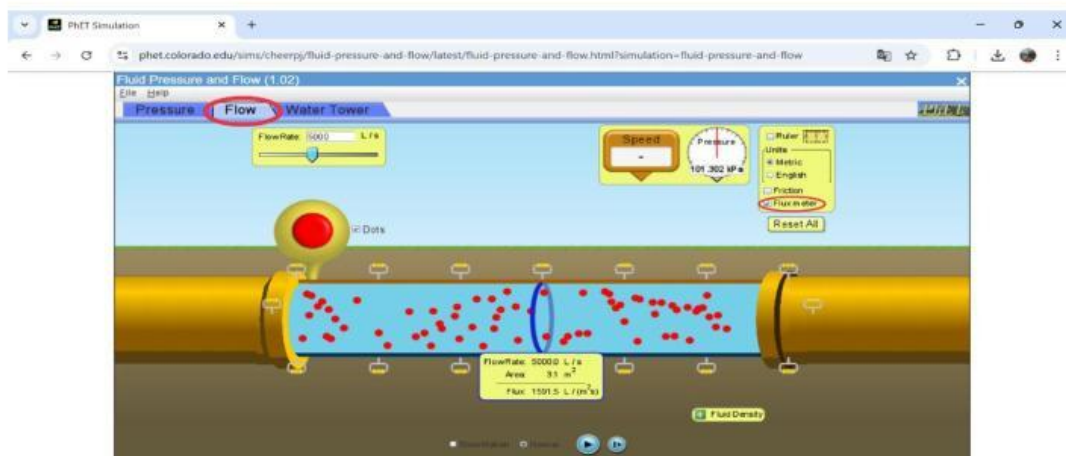 PhET Simulation
phet.colorado.edu/sims/cheerpj/fluid-pressure-and-flow/latest/fluid-pressure-and-flow.html?simulation=fluid-pressure-and-flow
Fluid Pressure and Flow (1.02)
File Help
Pressure Flow Water Tower
Flow Rate: 5000 L / s
Speed
-
Pressure
101.302 kPa
Ruler
Units
Metric
English
Friction
Flux meter
Reset All
Dots
Flow Rate: 5000.0 L / s
Area: 3.1 m²
Flux: 1591.5 L / (m²s)
Fluid Density